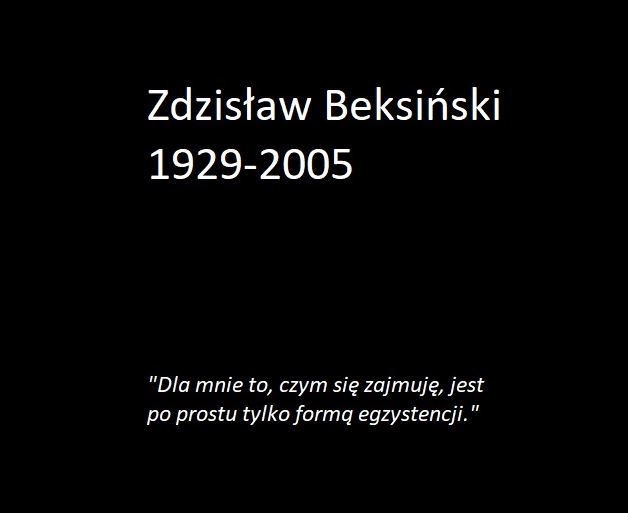 Zdzisław Beksiński
1929-2005
"Dla mnie to, czym się zajmuję, jest
po prostu tylko formą egzystencji."